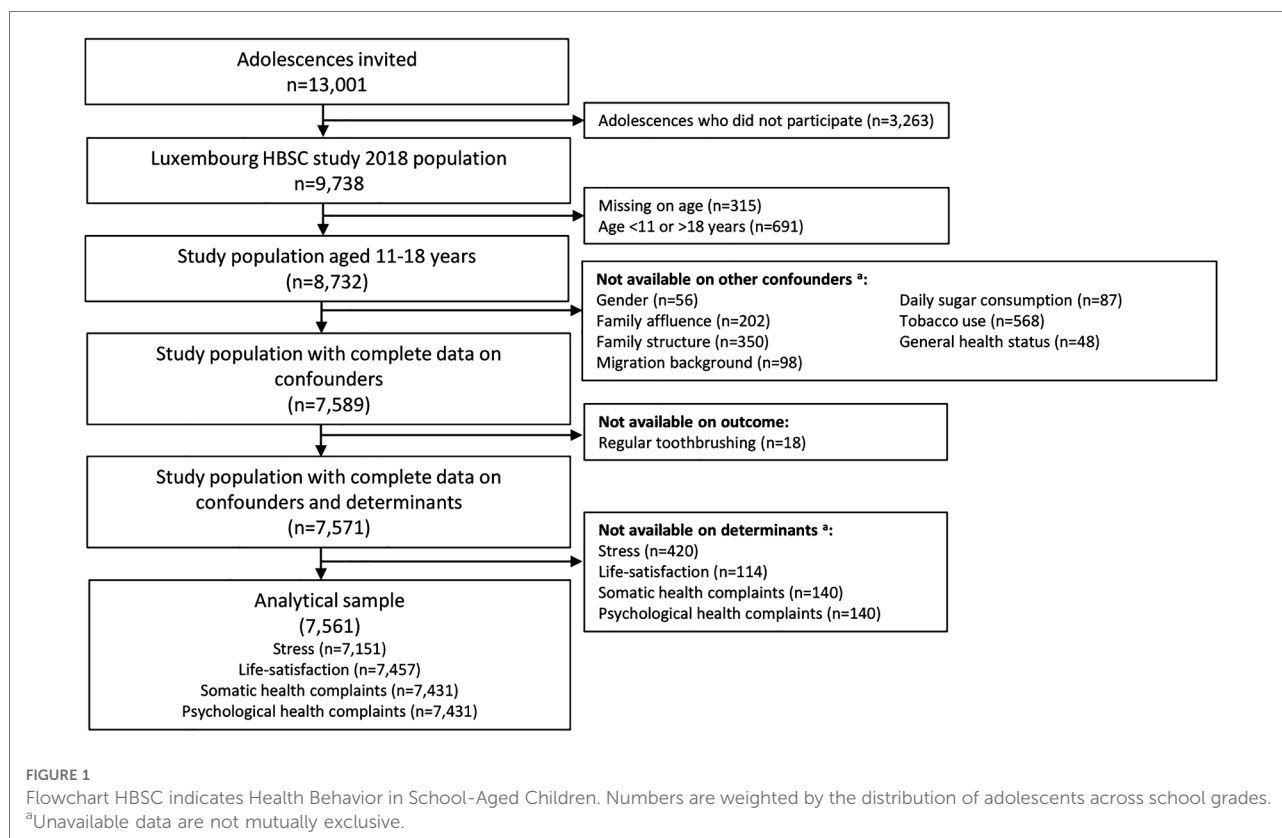 Adolescences invited
n=13,001
Adolescences who did not participate (n=3,263)
Luxembourg HBSC study 2018 population
n=9,738
Missing on age (n=315)
Age <11 or >18 years (n=691)
Study population aged 11-18 years
(n=8,732)
Not available on other confounders ᵃ:
Gender (n=56)
Family affluence (n=202)
Family structure (n=350)
Migration background (n=98)
Daily sugar consumption (n=87)
Tobacco use (n=568)
General health status (n=48)
Study population with complete data on
confounders
(n=7,589)
Not available on outcome:
Regular toothbrushing (n=18)
Study population with complete data on
confounders and determinants
(n=7,571)
Not available on determinants ᵃ:
Stress (n=420)
Life-satisfaction (n=114)
Somatic health complaints (n=140)
Psychological health complaints (n=140)
Analytical sample
(7,561)
Stress (n=7,151)
Life-satisfaction (n=7,457)
Somatic health complaints (n=7,431)
Psychological health complaints (n=7,431)
FIGURE 1
Flowchart HBSC indicates Health Behavior in School-Aged Children. Numbers are weighted by the distribution of adolescents across school grades.
ᵃUnavailable data are not mutually exclusive.